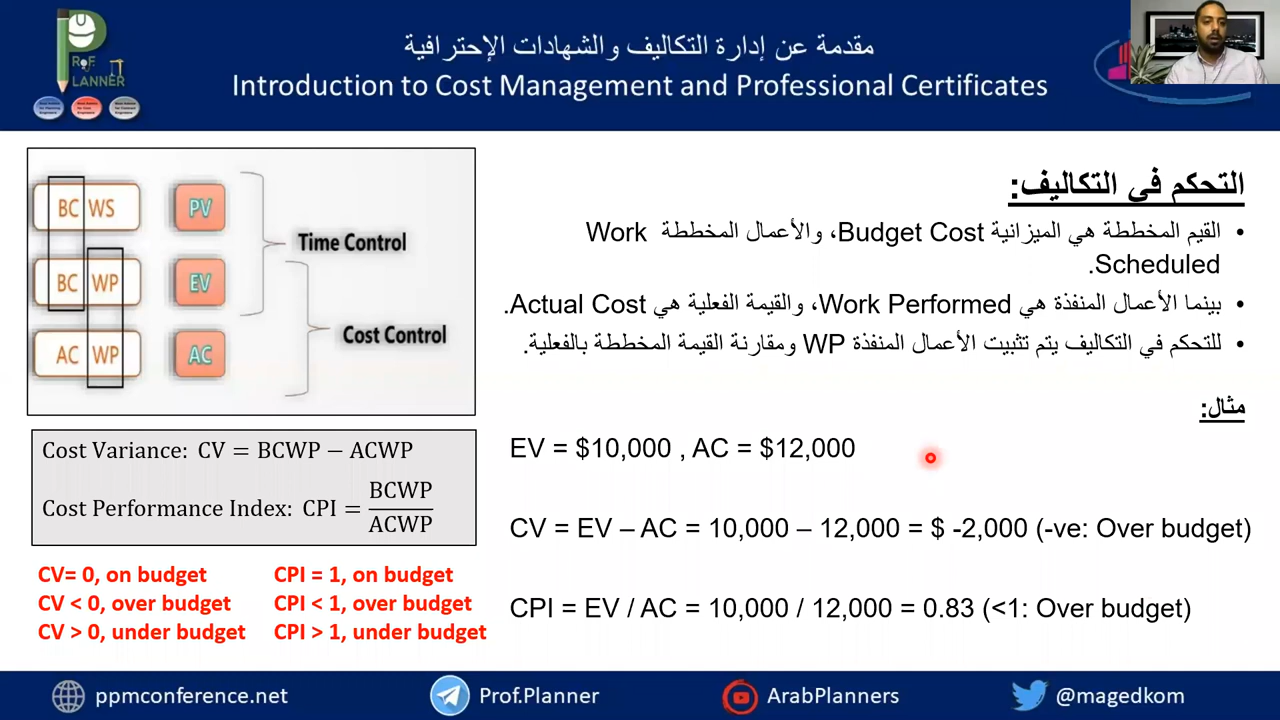 مقدمة عن إدارة التكاليف والشهادات الإحترافية
Introduction to Cost Management and Professional Certificates
PROF.
PLANNER
BC WS PV
BC WP EV
AC WP AC
Time Control
Cost Control
التحكم في التكاليف:
• القيم المخططة هي الميزانية Budget Cost، والأعمال المخططة Work
Scheduled.
• بينما الأعمال المنفذة هي Work Performed، والقيمة الفعلية هي Actual Cost.
• للتحكم في التكاليف يتم تثبيت الأعمال المنفذة WP ومقارنة القيمة المخططة بالفعلية.
مثال:
EV = $10,000 , AC = $12,000
CV = EV – AC = 10,000 – 12,000 = $ -2,000 (-ve: Over budget)
CPI = EV / AC = 10,000 / 12,000 = 0.83 (<1: Over budget)
Cost Variance: CV = BCWP − ACWP
Cost Performance Index: CPI = BCWP / ACWP
CV= 0, on budget
CV < 0, over budget
CV > 0, under budget
CPI = 1, on budget
CPI < 1, over budget
CPI > 1, under budget
ppmconference.net
Prof.Planner
ArabPlanners
@magedkom